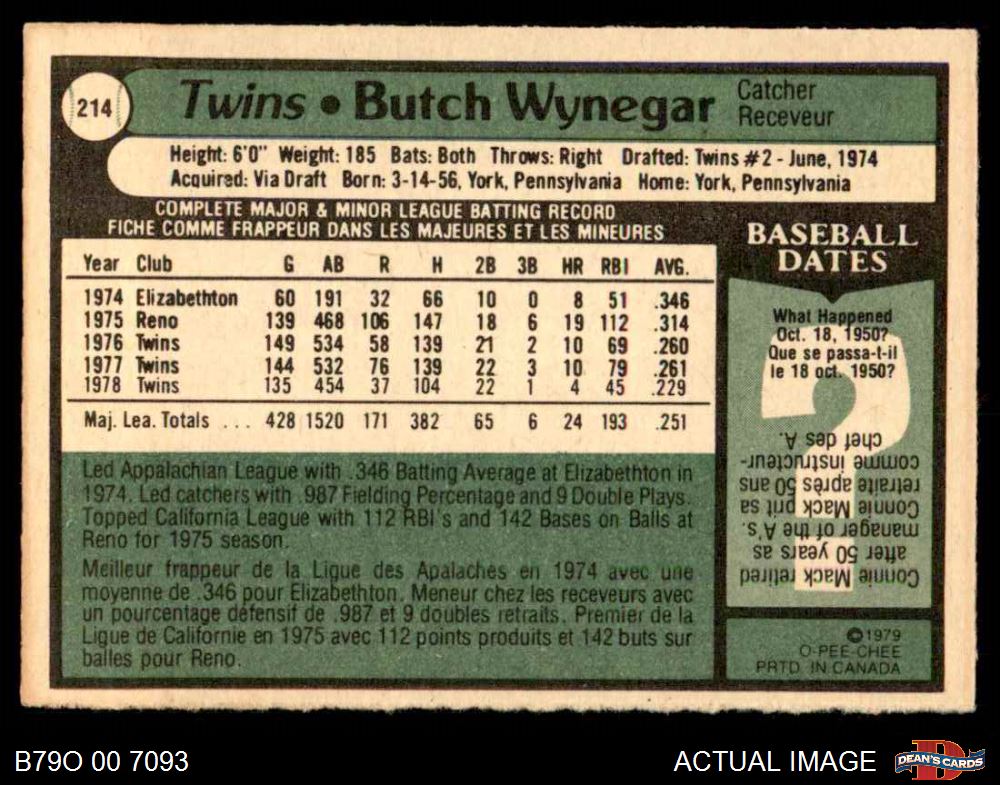 214
Twins • Butch Wynegar
Catcher
Receveur
Height: 6'0" Weight: 185 Bats: Both Throws: Right Drafted: Twins #2 - June, 1974
Acquired: Via Draft Born: 3-14-56, York, Pennsylvania Home: York, Pennsylvania
COMPLETE MAJOR & MINOR LEAGUE BATTING RECORD
FICHE COMME FRAPPEUR DANS LES MAJEURES ET LES MINEURES
Year Club G AB R H 2B 3B HR RBI AVG.
1974 Elizabethton 60 191 32 66 10 0 8 51 .346
1975 Reno 139 468 106 147 18 6 19 112 .314
1976 Twins 149 534 58 139 21 2 10 69 .260
1977 Twins 144 532 76 139 22 3 10 79 .261
1978 Twins 135 454 37 104 22 1 4 45 .229
Maj. Lea. Totals ... 428 1520 171 382 65 6 24 193 .251
Led Appalachian League with .346 Batting Average at Elizabethton in
1974. Led catchers with .987 Fielding Percentage and 9 Double Plays.
Topped California League with 112 RBI's and 142 Bases on Balls at
Reno for 1975 season.
Meilleur frappeur de la Ligue des Apalaches en 1974 avec une
moyenne de .346 pour Elizabethton. Meneur chez les receveurs avec
un pourcentage défensif de .987 et 9 doubles retraits. Premier de la
Ligue de Californie en 1975 avec 112 points produits et 142 buts sur
balles pour Reno.
BASEBALL
DATES
What Happened
Oct. 18, 1950?
Que se passa-t-il
le 18 oct. 1950?
Connie Mack retired
after 50 years as
manager of the A's.
Connie Mack prit sa
retraite après 50 ans
comme instructeur-
chef des A.
©1979
O-PEE-CHEE
PRTD. IN CANADA
B79O 00 7093
ACTUAL IMAGE
DEAN'S CARDS